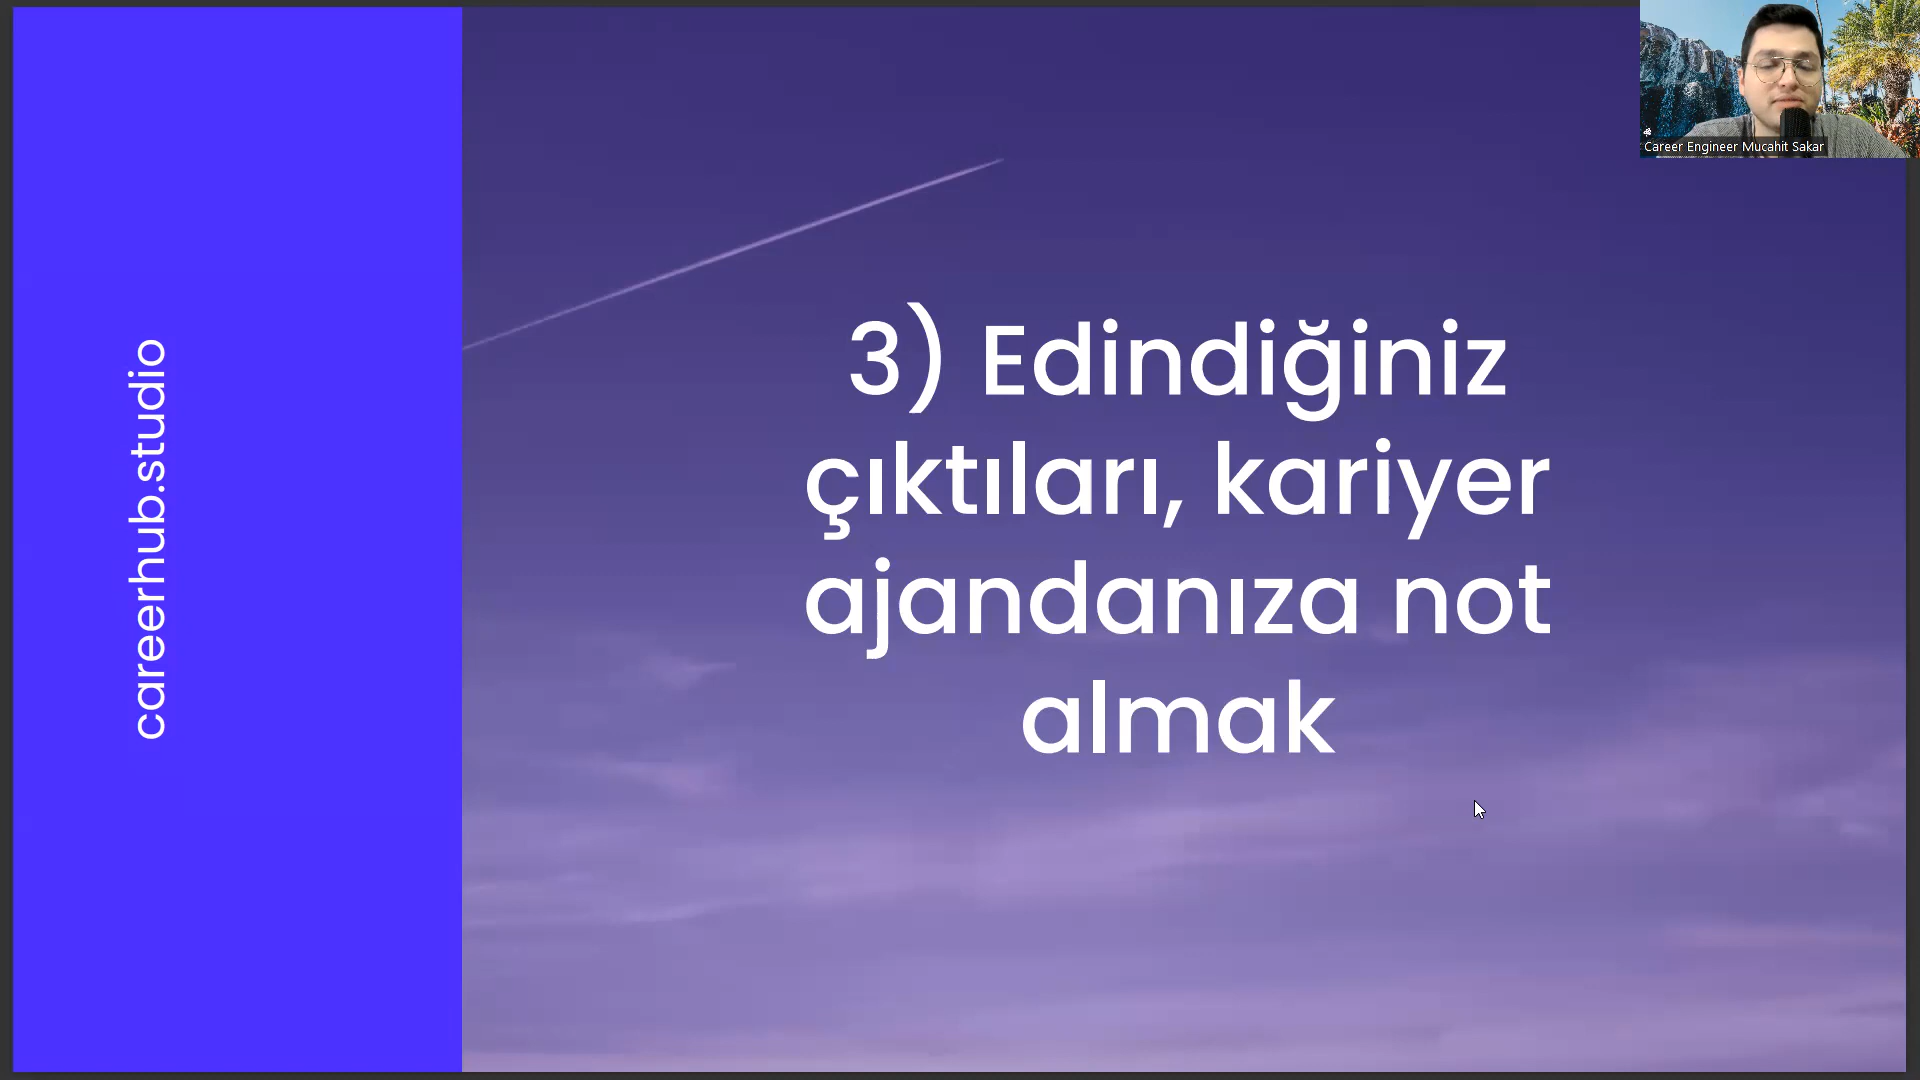 careerhub.studio
3) Edindiğiniz
çıktıları, kariyer
ajandanıza not
almak
Career Engineer Mucahit Sakar